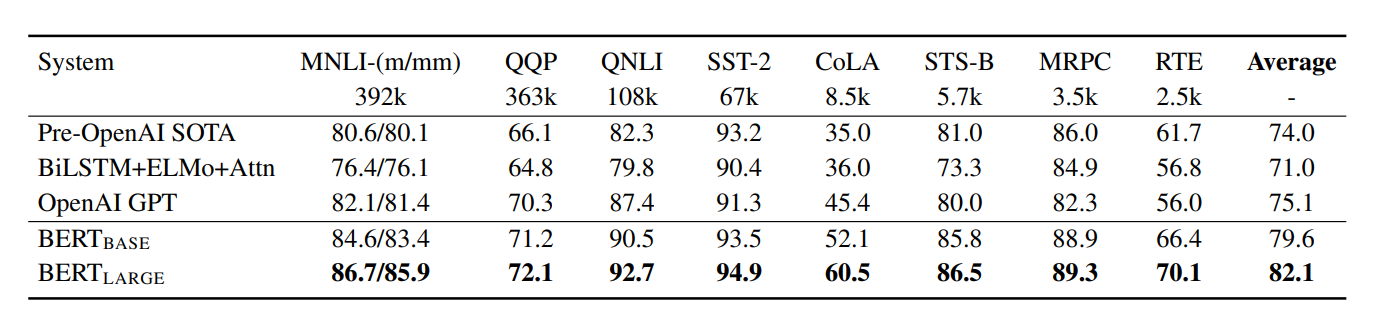 System MNLI-(m/mm) QQP QNLI SST-2 CoLA STS-B MRPC RTE Average
392k 363k 108k 67k 8.5k 5.7k 3.5k 2.5k -
Pre-OpenAI SOTA 80.6/80.1 66.1 82.3 93.2 35.0 81.0 86.0 61.7 74.0
BiLSTM+ELMo+Attn 76.4/76.1 64.8 79.8 90.4 36.0 73.3 84.9 56.8 71.0
OpenAI GPT 82.1/81.4 70.3 87.4 91.3 45.4 80.0 82.3 56.0 75.1
BERTBASE 84.6/83.4 71.2 90.5 93.5 52.1 85.8 88.9 66.4 79.6
BERTLARGE 86.7/85.9 72.1 92.7 94.9 60.5 86.5 89.3 70.1 82.1